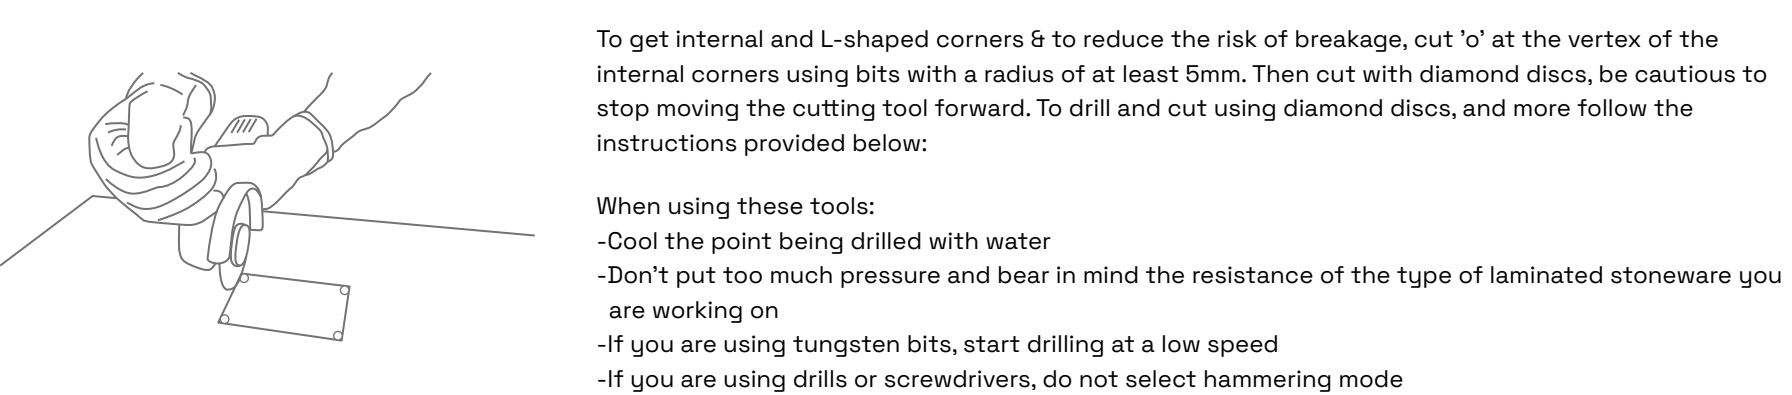 To get internal and L-shaped corners & to reduce the risk of breakage, cut ’o’ at the vertex of the
internal corners using bits with a radius of at least 5mm. Then cut with diamond discs, be cautious to
stop moving the cutting tool forward. To drill and cut using diamond discs, and more follow the
instructions provided below:
When using these tools:
-Cool the point being drilled with water
-Don’t put too much pressure and bear in mind the resistance of the type of laminated stoneware you
are working on
-If you are using tungsten bits, start drilling at a low speed
-If you are using drills or screwdrivers, do not select hammering mode